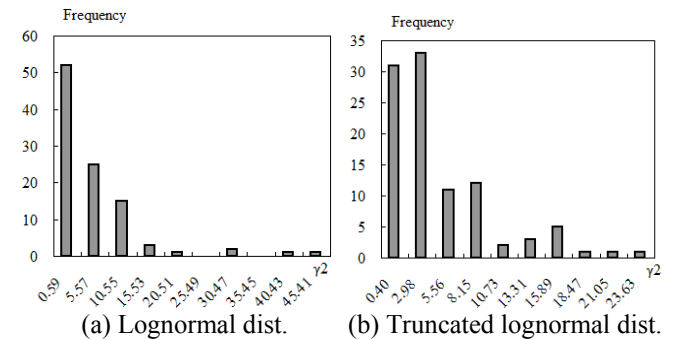 Frequency
60
50
40
30
20
10
0
0.59 5.57 10.55 15.53 20.51 25.49 30.47 35.45 40.43 45.41 γ2
(a) Lognormal dist.
Frequency
35
30
25
20
15
10
5
0
0.40 2.98 5.56 8.15 10.73 13.31 15.89 18.47 21.05 23.63 γ2
(b) Truncated lognormal dist.